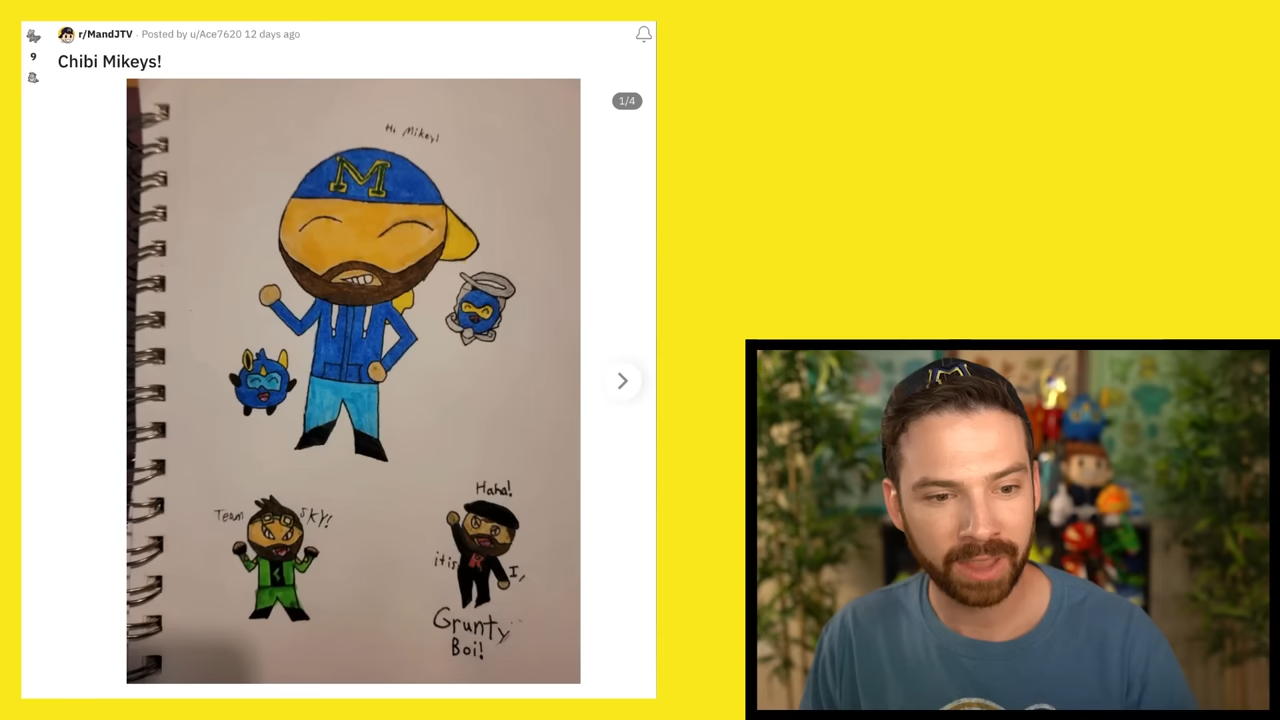 r/MandJTV · Posted by u/Ace7620 12 days ago
9
Chibi Mikeys!
1/4
Hi Mikey!
M
Team SKY!
Haha!
it is I,
R
Grunty
Boi!
M